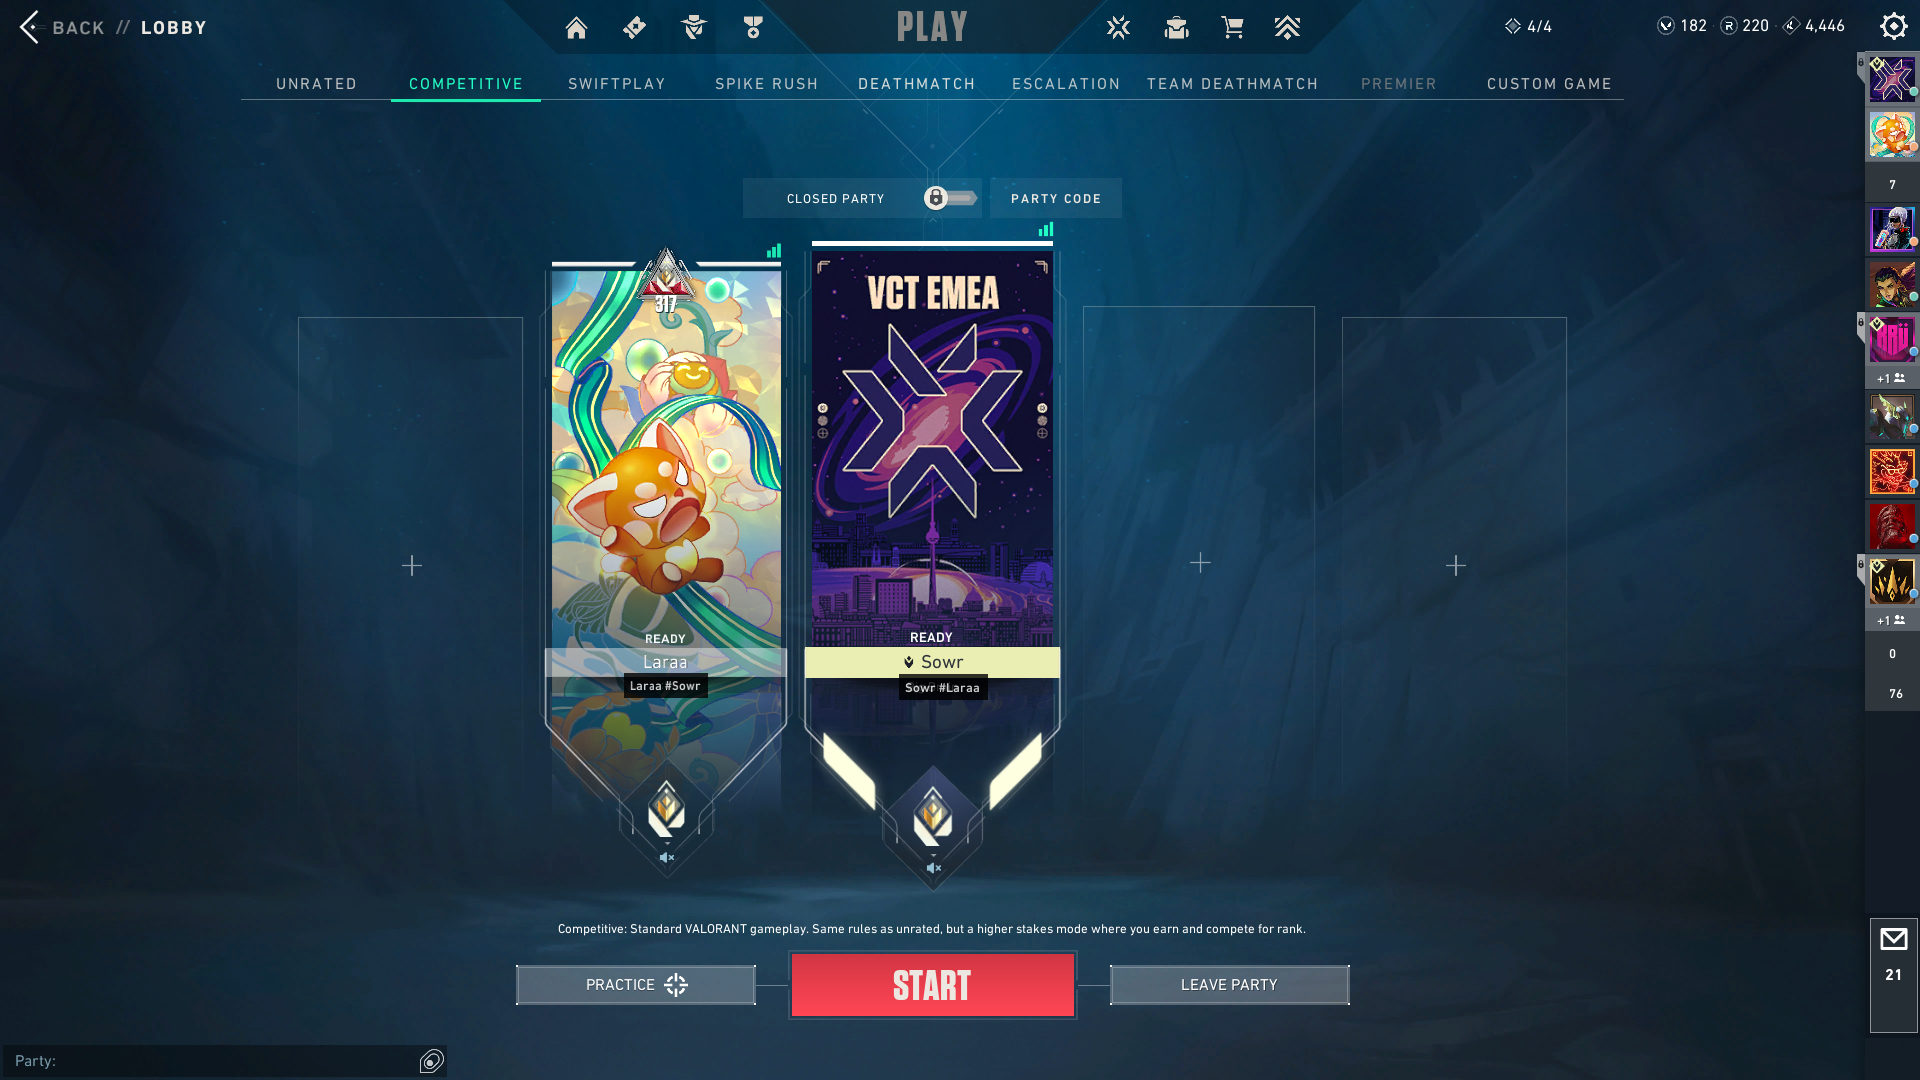 BACK // LOBBY
PLAY
4/4
182
220
4,446
UNRATED
COMPETITIVE
SWIFTPLAY
SPIKE RUSH
DEATHMATCH
ESCALATION
TEAM DEATHMATCH
PREMIER
CUSTOM GAME
CLOSED PARTY
PARTY CODE
317
READY
Laraa
Laraa #Sowr
VCT EMEA
READY
Sowr
Sowr #Laraa
7
KRÜ
+1
+1
0
76
21
Competitive: Standard VALORANT gameplay. Same rules as unrated, but a higher stakes mode where you earn and compete for rank.
PRACTICE
START
LEAVE PARTY
Party: